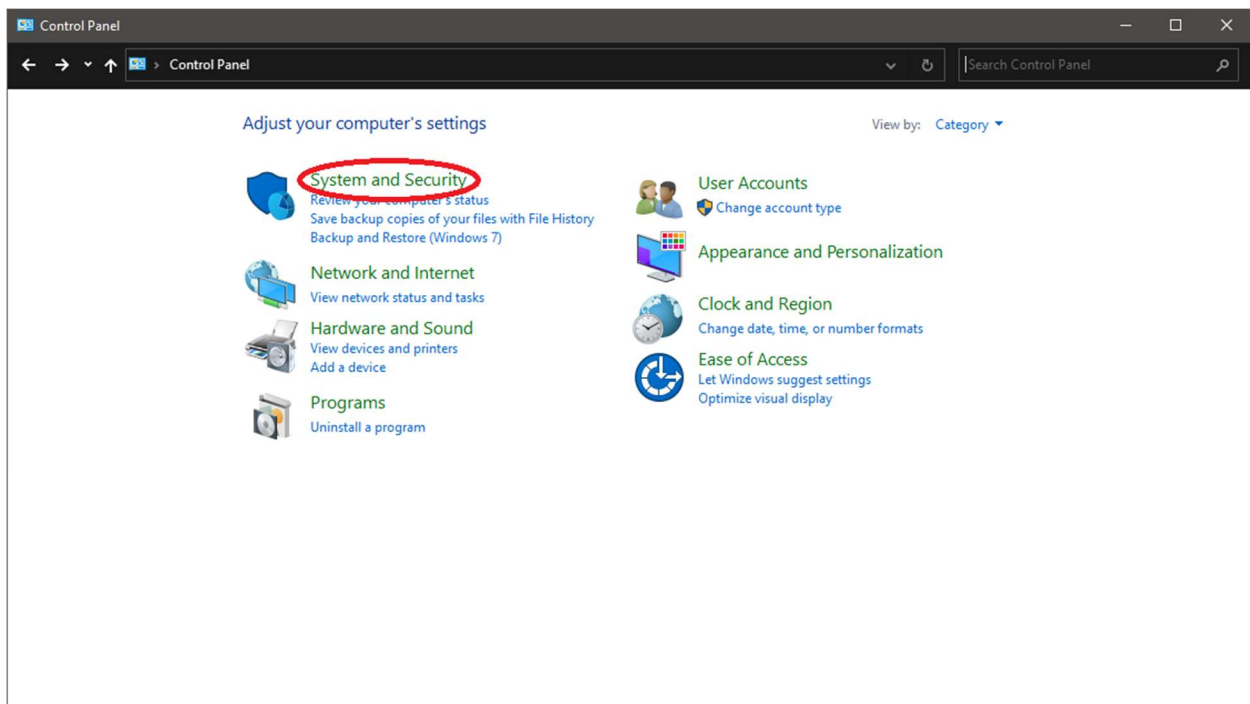 Control Panel
Control Panel
Search Control Panel
Adjust your computer's settings
View by: Category
System and Security
Review your computer's status
Save backup copies of your files with File History
Backup and Restore (Windows 7)
Network and Internet
View network status and tasks
Hardware and Sound
View devices and printers
Add a device
Programs
Uninstall a program
User Accounts
Change account type
Appearance and Personalization
Clock and Region
Change date, time, or number formats
Ease of Access
Let Windows suggest settings
Optimize visual display